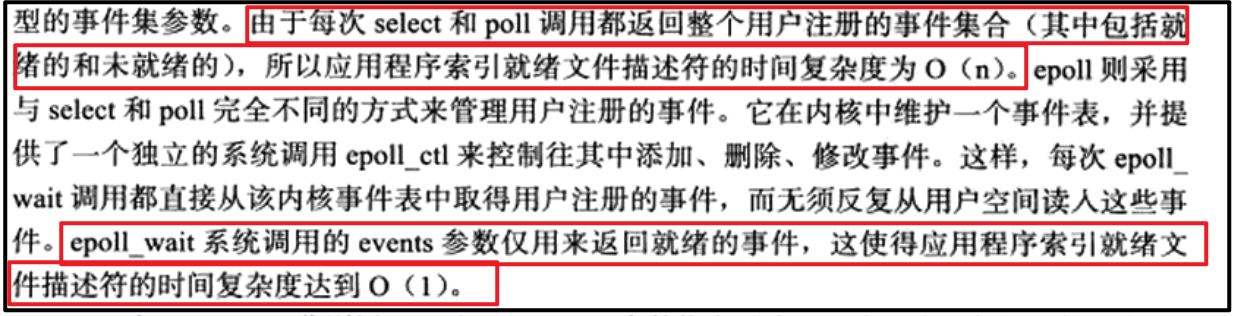 型的事件集参数。由于每次 select 和 poll 调用都返回整个用户注册的事件集合（其中包括就
绪的和未就绪的），所以应用程序索引就绪文件描述符的时间复杂度为 O（n）。epoll 则采用
与 select 和 poll 完全不同的方式来管理用户注册的事件。它在内核中维护一个事件表，并提
供了一个独立的系统调用 epoll_ctl 来控制往其中添加、删除、修改事件。这样，每次 epoll_
wait 调用都直接从该内核事件表中取得用户注册的事件，而无须反复从用户空间读入这些事
件。epoll_wait 系统调用的 events 参数仅用来返回就绪的事件，这使得应用程序索引就绪文
件描述符的时间复杂度达到 O（1）。